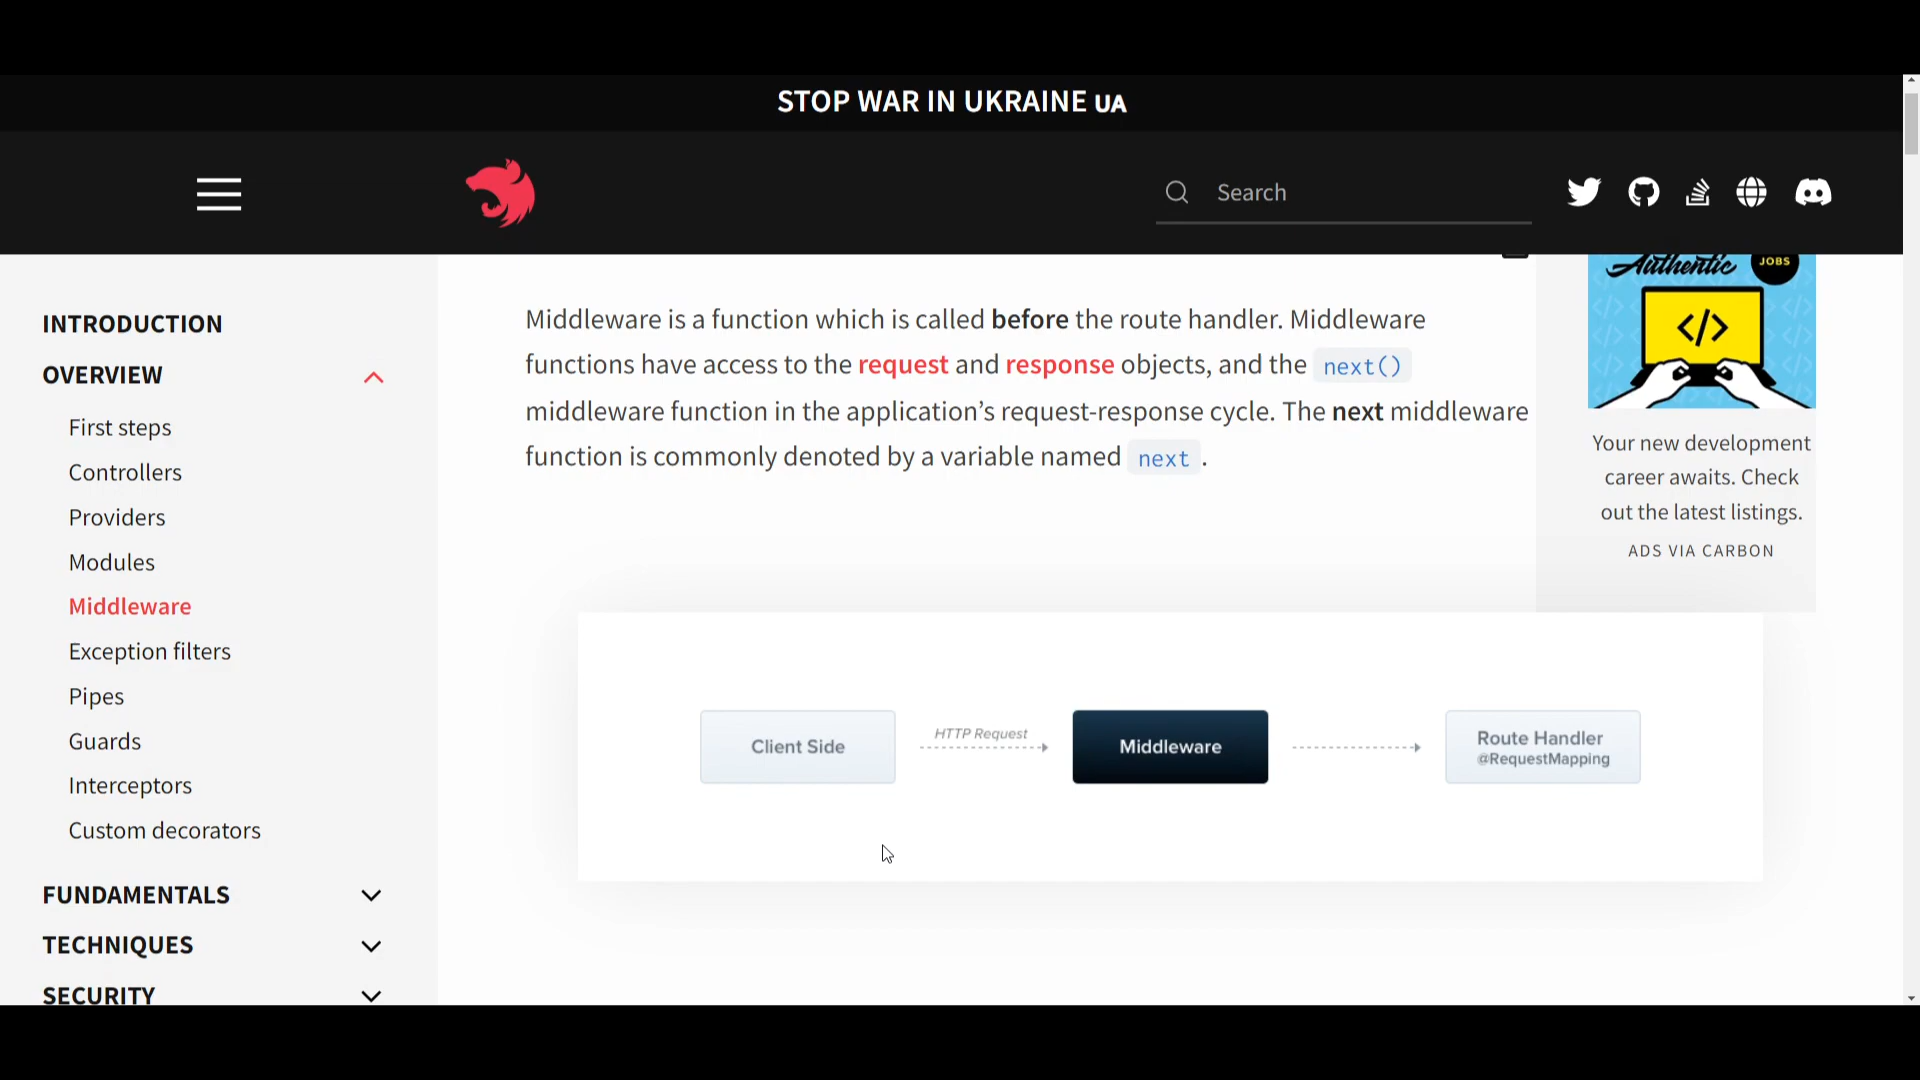 STOP WAR IN UKRAINE UA
Search
INTRODUCTION
OVERVIEW
First steps
Controllers
Providers
Modules
Middleware
Exception filters
Pipes
Guards
Interceptors
Custom decorators
FUNDAMENTALS
TECHNIQUES
SECURITY
Middleware is a function which is called before the route handler. Middleware
functions have access to the request and response objects, and the next()
middleware function in the application’s request-response cycle. The next middleware
function is commonly denoted by a variable named next .
Client Side
HTTP Request
Middleware
Route Handler
@RequestMapping
Authentic
JOBS
</>
Your new development
career awaits. Check
out the latest listings.
ADS VIA CARBON